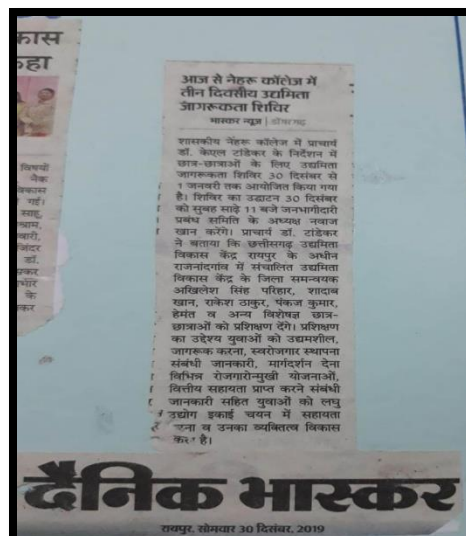 कास
कहा
आज से नेहरू कॉलेज में
तीन दिवसीय उद्यमिता
जागरूकता शिविर
भास्कर न्यूज | डोंगरगढ़
शासकीय नेहरू कॉलेज में प्राचार्य
डॉ. केएल टांडेकर के निर्देशन में
छात्र-छात्राओं के लिए उद्यमिता
जागरूकता शिविर 30 दिसंबर से
1 जनवरी तक आयोजित किया गया
है। शिविर का उद्घाटन 30 दिसंबर
को सुबह साढ़े 11 बजे जनभागीदारी
प्रबंध समिति के अध्यक्ष नवाज
खान करेंगे। प्राचार्य डॉ. टांडेकर
ने बताया कि छत्तीसगढ़ उद्यमिता
विकास केंद्र रायपुर के अधीन
राजनांदगांव में संचालित उद्यमिता
विकास केंद्र के जिला समन्वयक
अखिलेश सिंह परिहार, शादाब
खान, राकेश ठाकुर, पंकज कुमार,
हेमंत व अन्य विशेषज्ञ छात्र-
छात्राओं को प्रशिक्षण देंगे। प्रशिक्षण
का उद्देश्य युवाओं को उद्यमशील,
जागरूक करना, स्वरोजगार स्थापना
संबंधी जानकारी, मार्गदर्शन देना
विभिन्न रोजगारोन्मुखी योजनाओं,
वित्तीय सहायता प्राप्त करने संबंधी
जानकारी सहित युवाओं को लघु
उद्योग इकाई चयन में सहायता
व उनका व्यक्तित्व विकास
है।
विषयों
नैक
विकास
गई।
साहू,
डॉ.
के
दैनिक भास्कर
रायपुर, सोमवार 30 दिसंबर, 2019